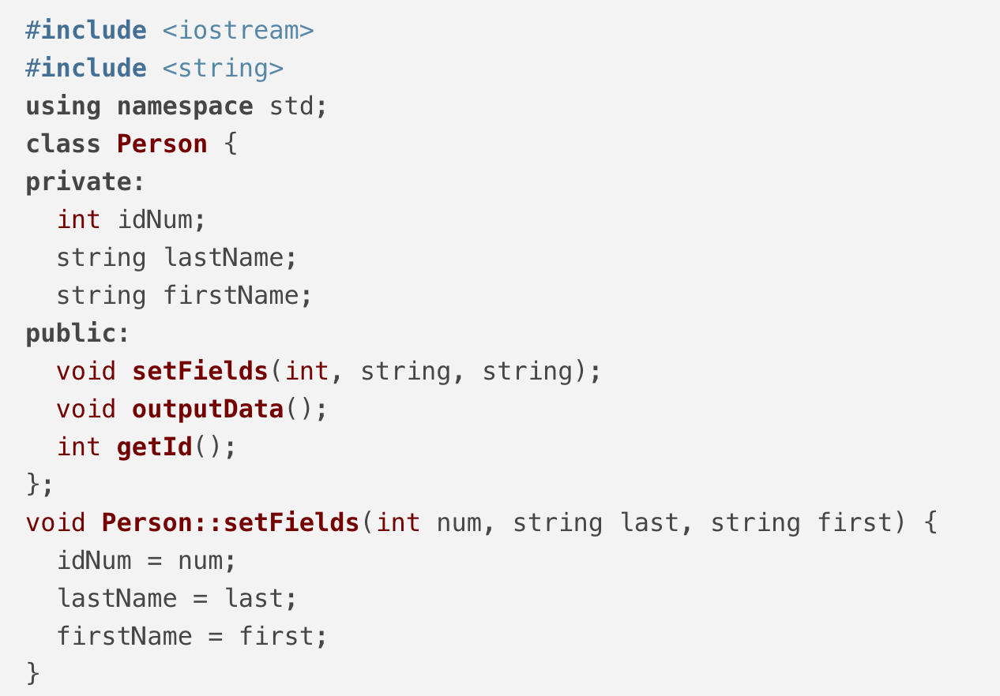 #include <iostream>
#include <string>
using namespace std;
class Person {
private:
  int idNum;
  string lastName;
  string firstName;
public:
  void setFields(int, string, string);
  void outputData();
  int getId();
};
void Person::setFields(int num, string last, string first) {
  idNum = num;
  lastName = last;
  firstName = first;
}